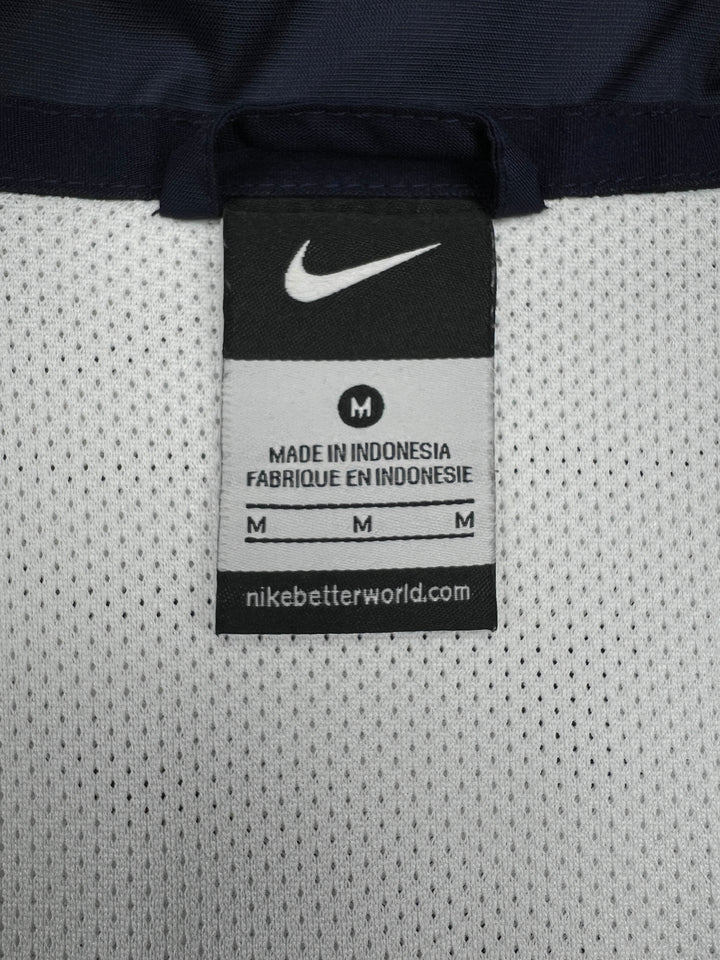 M
MADE IN INDONESIA
FABRIQUE EN INDONESIE
M M M
nikebetterworld.com